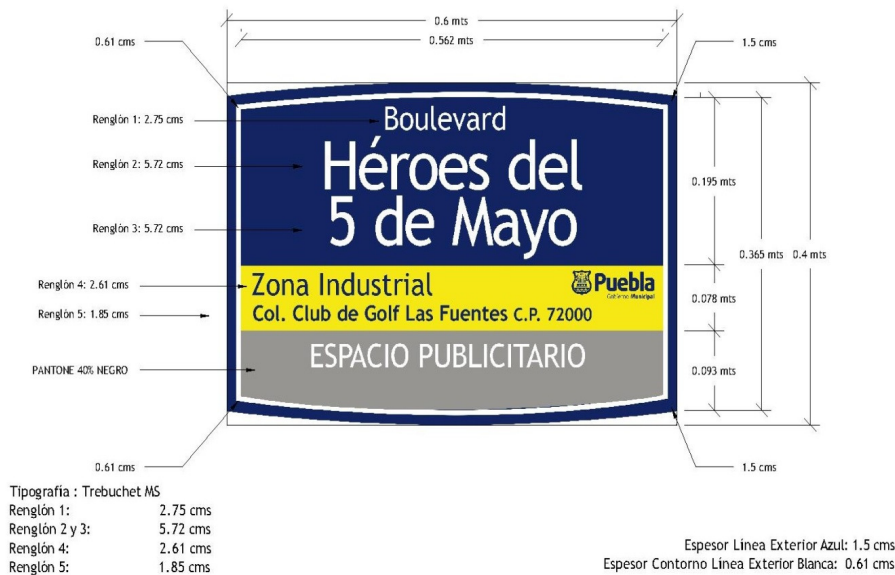 0.6 mts
0.61 cms
0.562 mts
1.5 cms
Renglón 1: 2.75 cms
Boulevard
Renglón 2: 5.72 cms
Héroes del
0.195 mts
Renglón 3: 5.72 cms
5 de Mayo
0.365 mts
0.4 mts
Renglón 4: 2.61 cms
Zona Industrial
Puebla
Gobierno Municipal
0.078 mts
Renglón 5: 1.85 cms
Col. Club de Golf Las Fuentes C.P. 72000
ESPACIO PUBLICITARIO
PANTONE 40% NEGRO
0.093 mts
0.61 cms
1.5 cms
Tipografía : Trebuchet MS
Renglón 1: 2.75 cms
Renglón 2 y 3: 5.72 cms
Renglón 4: 2.61 cms
Renglón 5: 1.85 cms
Espesor Línea Exterior Azul: 1.5 cms
Espesor Contorno Línea Exterior Blanca: 0.61 cms